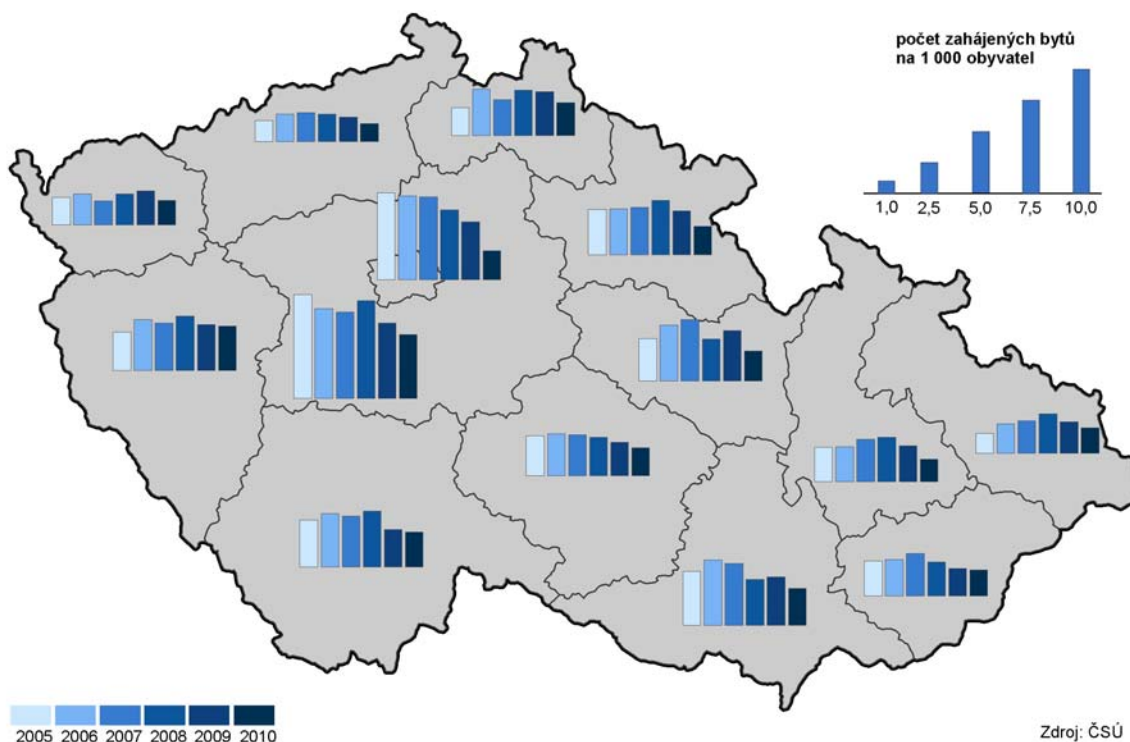 počet zahájených bytů
na 1 000 obyvatel
1,0 2,5 5,0 7,5 10,0
2005 2006 2007 2008 2009 2010
Zdroj: ČSÚ